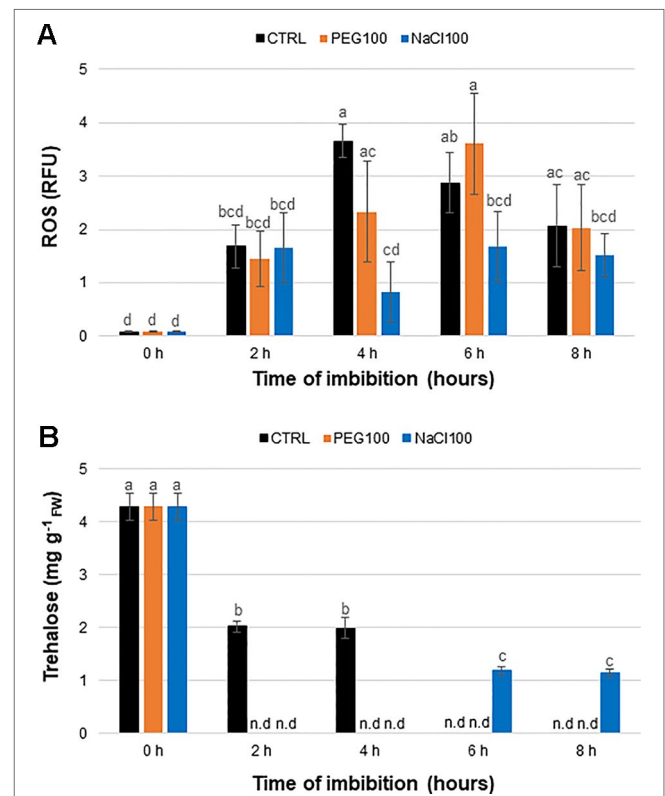 A
CTRL PEG100 NaCl100
5
4
3
2
1
0
ROS (RFU)
d d d
bcd bcd bcd
a ac cd
ab a bcd
ac ac bcd
0 h 2 h 4 h 6 h 8 h
Time of imbibition (hours)
B
CTRL PEG100 NaCl100
5
4
3
2
1
0
Trehalose (mg g-1FW)
a a a
b n.d n.d
b n.d n.d
n.d n.d c
n.d n.d c
0 h 2 h 4 h 6 h 8 h
Time of imbibition (hours)